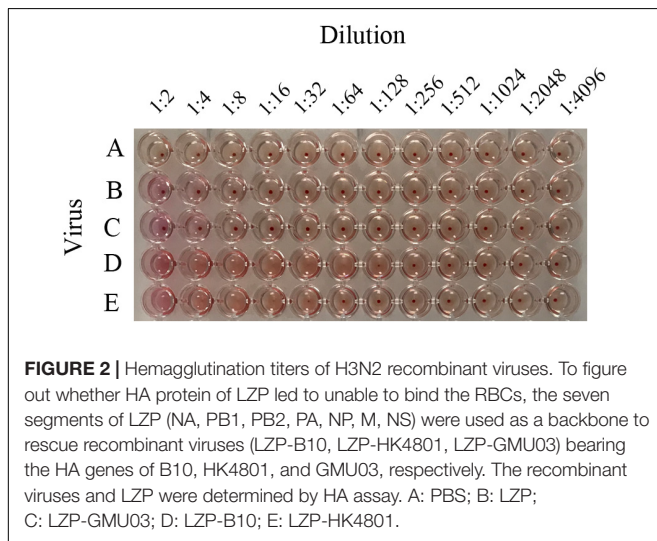 Dilution
1:2 1:4 1:8 1:16 1:32 1:64 1:128 1:256 1:512 1:1024 1:2048 1:4096
Virus
A
B
C
D
E
FIGURE 2 | Hemagglutination titers of H3N2 recombinant viruses. To figure
out whether HA protein of LZP led to unable to bind the RBCs, the seven
segments of LZP (NA, PB1, PB2, PA, NP, M, NS) were used as a backbone to
rescue recombinant viruses (LZP-B10, LZP-HK4801, LZP-GMU03) bearing
the HA genes of B10, HK4801, and GMU03, respectively. The recombinant
viruses and LZP were determined by HA assay. A: PBS; B: LZP;
C: LZP-GMU03; D: LZP-B10; E: LZP-HK4801.